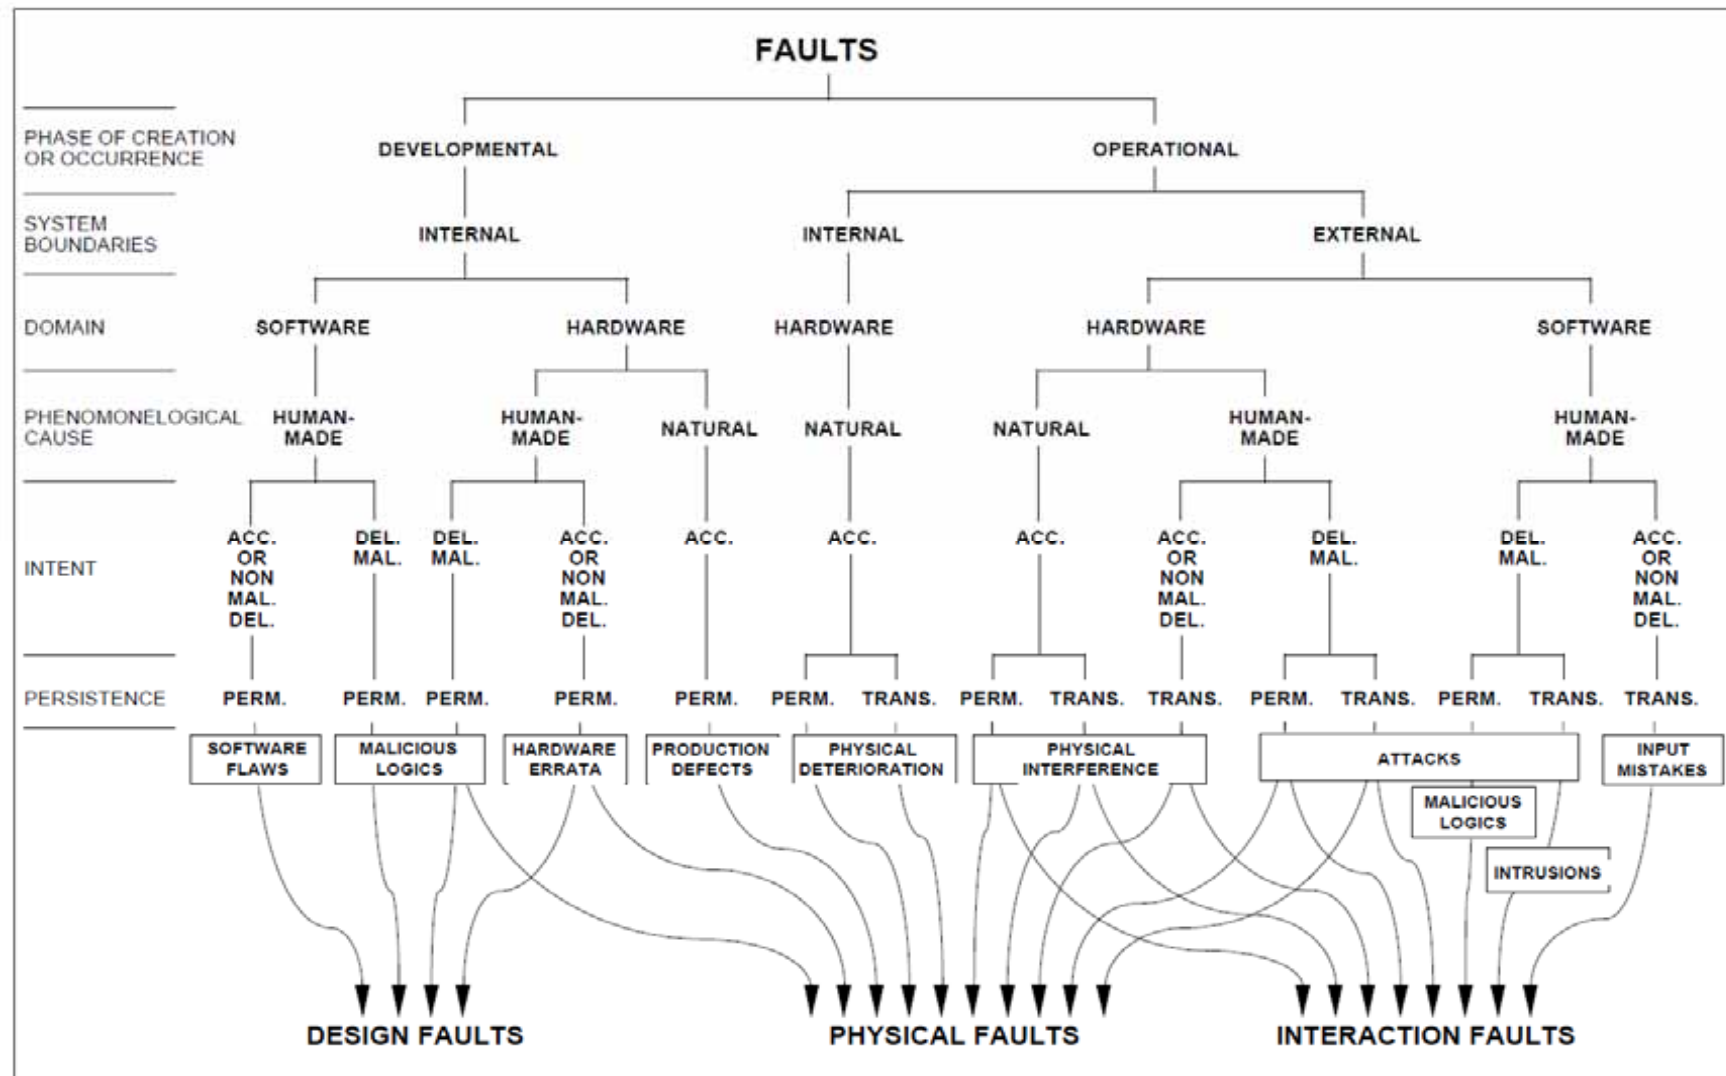 FAULTS
PHASE OF CREATION
OR OCCURRENCE
DEVELOPMENTAL
OPERATIONAL
SYSTEM
BOUNDARIES
INTERNAL
INTERNAL
EXTERNAL
DOMAIN
SOFTWARE
HARDWARE
HARDWARE
HARDWARE
SOFTWARE
PHENOMONELOGICAL
CAUSE
HUMAN-
MADE
HUMAN-
MADE
NATURAL
NATURAL
NATURAL
HUMAN-
MADE
HUMAN-
MADE
INTENT
ACC.
OR
NON
MAL.
DEL.
DEL.
MAL.
DEL.
MAL.
ACC.
OR
NON
MAL.
DEL.
ACC.
ACC.
ACC.
ACC.
OR
NON
MAL.
DEL.
DEL.
MAL.
DEL.
MAL.
ACC.
OR
NON
MAL.
DEL.
PERSISTENCE
PERM.
PERM.
PERM.
PERM.
PERM.
PERM.
TRANS.
PERM.
TRANS.
TRANS.
PERM.
TRANS.
PERM.
TRANS.
TRANS.
SOFTWARE
FLAWS
MALICIOUS
LOGICS
HARDWARE
ERRATA
PRODUCTION
DEFECTS
PHYSICAL
DETERIORATION
PHYSICAL
INTERFERENCE
ATTACKS
INPUT
MISTAKES
MALICIOUS
LOGICS
INTRUSIONS
DESIGN FAULTS
PHYSICAL FAULTS
INTERACTION FAULTS